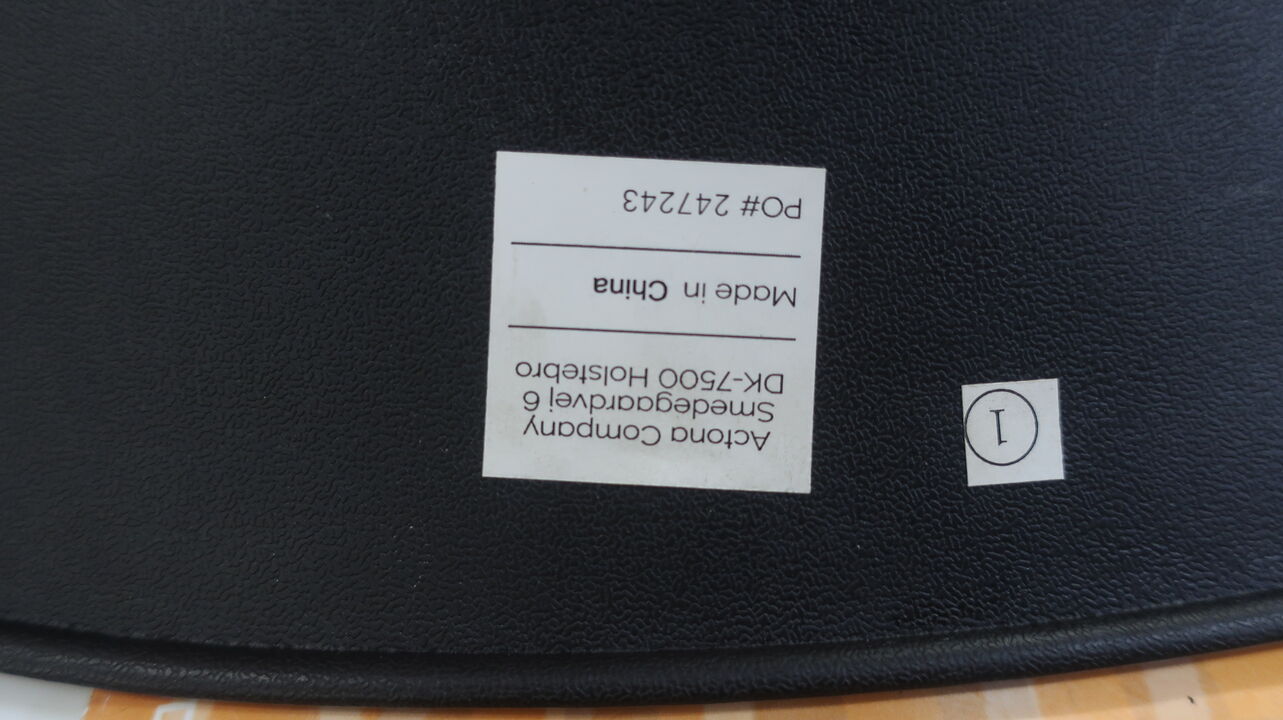 Actona Company
Smedegaardvej 6
DK-7500 Holstebro
Made in China
PO# 247243
1